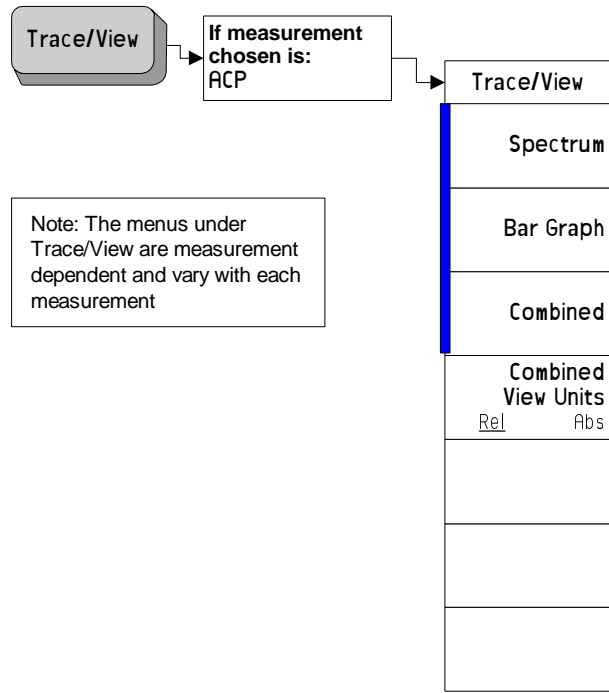 Trace/View
If measurement
chosen is:
ACP
Trace/View
Spectrum
Bar Graph
Combined
Combined
View Units
Rel Abs
Note: The menus under
Trace/View are measurement
dependent and vary with each
measurement